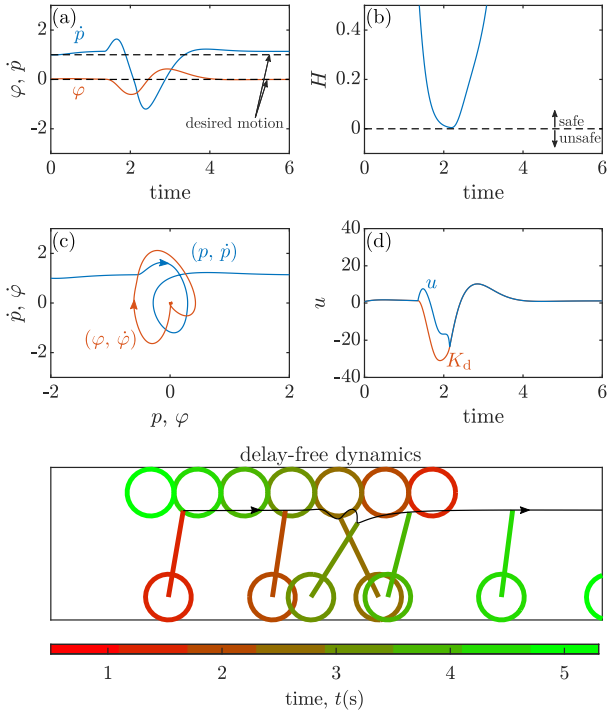 (a)
ṗ
φ
desired motion
φ, ṗ
2
0
-2
0 2 4 6
time
(b)
H
0.4
0.2
0
safe
unsafe
0 2 4 6
time
(c)
(p, ṗ)
(φ, φ̇)
ṗ, φ̇
2
0
-2
-2 0 2
p, φ
(d)
u
K_d
u
40
20
0
-20
-40
0 2 4 6
time
delay-free dynamics
1 2 3 4 5
time, t(s)